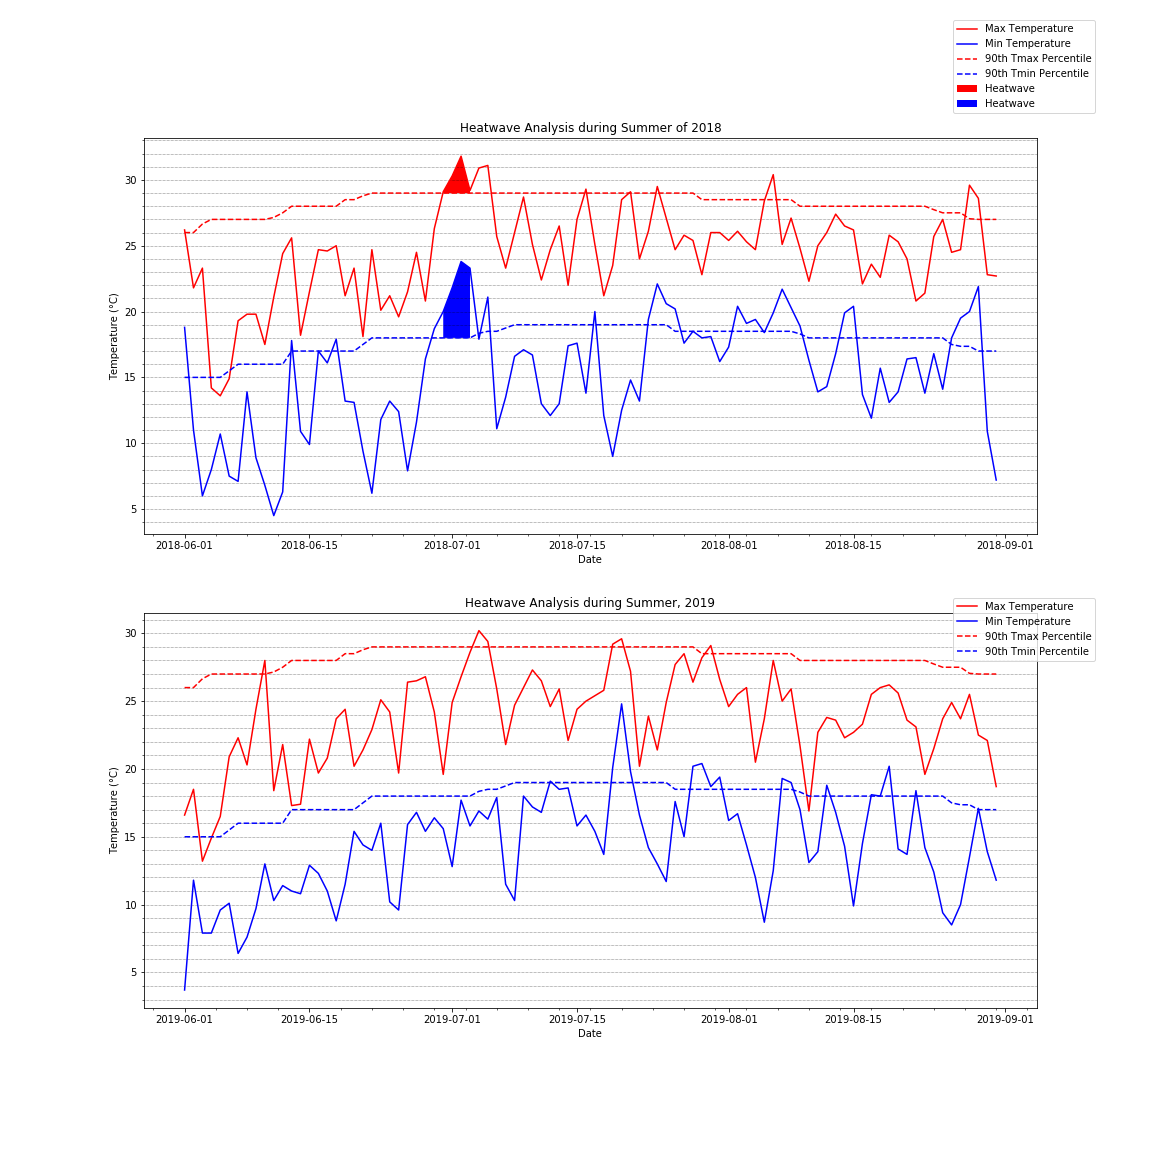 Max Temperature
Min Temperature
90th Tmax Percentile
90th Tmin Percentile
Heatwave
Heatwave
Heatwave Analysis during Summer of 2018
30
25
20
15
10
5
Temperature (°C)
2018-06-01 2018-06-15 2018-07-01 2018-07-15 2018-08-01 2018-08-15 2018-09-01
Date
Heatwave Analysis during Summer, 2019
Max Temperature
Min Temperature
90th Tmax Percentile
90th Tmin Percentile
30
25
20
15
10
5
Temperature (°C)
2019-06-01 2019-06-15 2019-07-01 2019-07-15 2019-08-01 2019-08-15 2019-09-01
Date